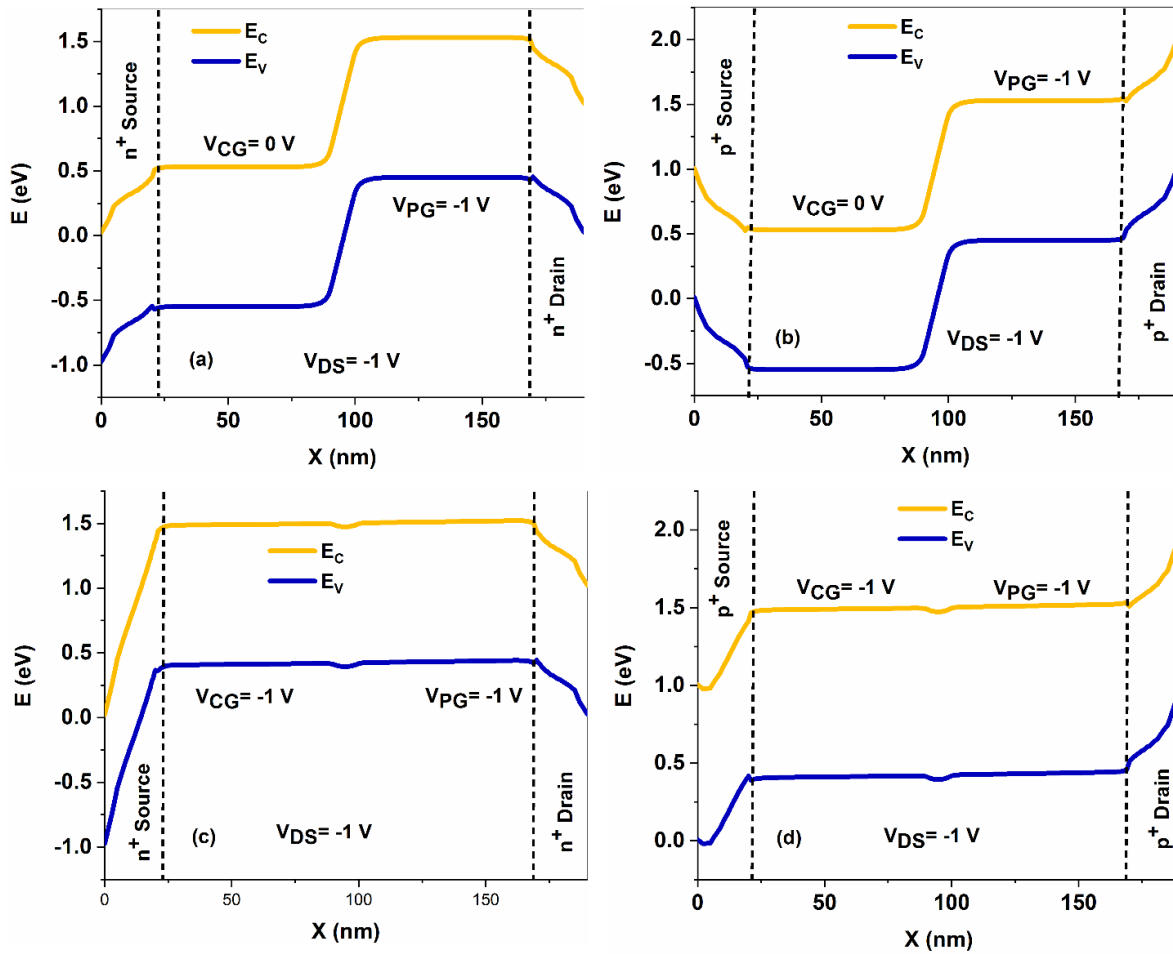 E_C
E_V
n⁺ Source
V_CG= 0 V
V_PG= -1 V
n⁺ Drain
(a)
V_DS= -1 V
1.5
1.0
0.5
0.0
-0.5
-1.0
E (eV)
0
50
100
150
X (nm)
E_C
E_V
p⁺ Source
V_PG= -1 V
V_CG= 0 V
p⁺ Drain
(b)
V_DS= -1 V
2.0
1.5
1.0
0.5
0.0
-0.5
E (eV)
0
50
100
150
X (nm)
E_C
E_V
V_CG= -1 V
V_PG= -1 V
n⁺ Source
(c)
V_DS= -1 V
n⁺ Drain
1.5
1.0
0.5
0.0
-0.5
-1.0
E (eV)
0
50
100
150
X (nm)
E_C
E_V
p⁺ Source
V_CG= -1 V
V_PG= -1 V
(d)
V_DS= -1 V
p⁺ Drain
2.0
1.5
1.0
0.5
0.0
E (eV)
0
50
100
150
X (nm)